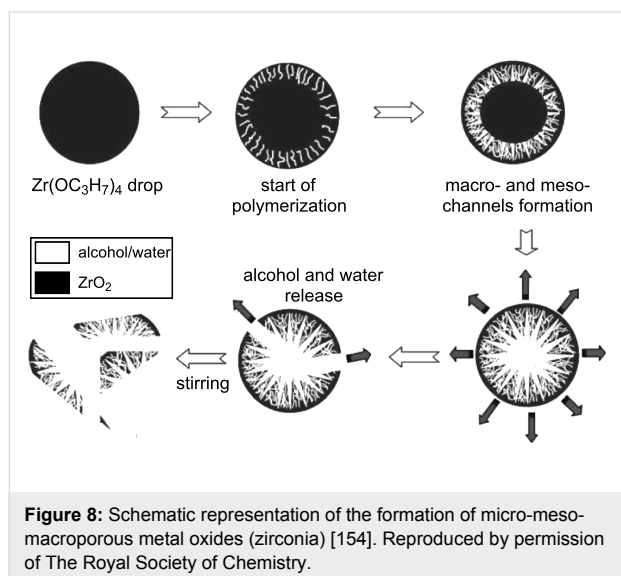 Zr(OC₃H₇)₄ drop
start of
polymerization
macro- and meso-
channels formation
alcohol/water
ZrO₂
alcohol and water
release
stirring
Figure 8: Schematic representation of the formation of micro-meso-
macroporous metal oxides (zirconia) [154]. Reproduced by permission
of The Royal Society of Chemistry.